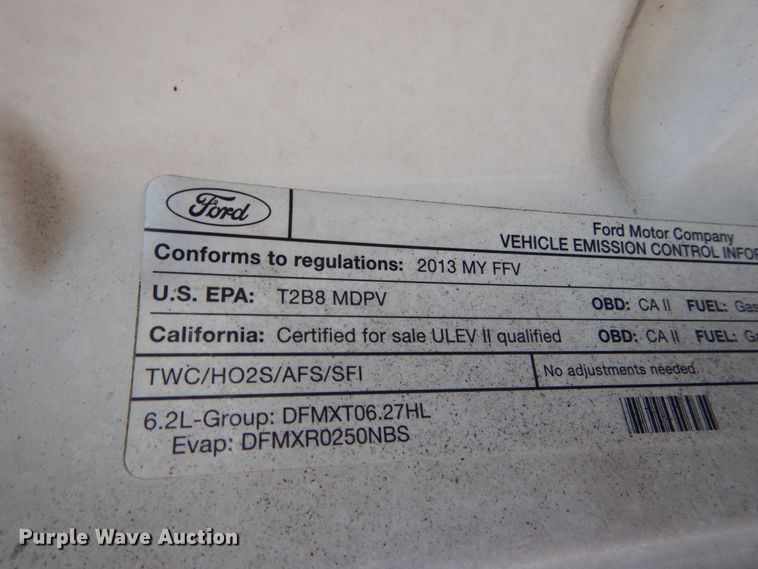 Ford
Ford Motor Company
VEHICLE EMISSION CONTROL
Conforms to regulations: 2013 MY FFV
U.S. EPA: T2B8 MDPV OBD: CA II FUEL:
California: Certified for sale ULEV II qualified OBD: CA II FUEL:
TWC/HO2S/AFS/SFI No adjustments needed.
6.2L-Group: DFMXT06.27HL
Evap: DFMXR0250NBS
Purple Wave Auction